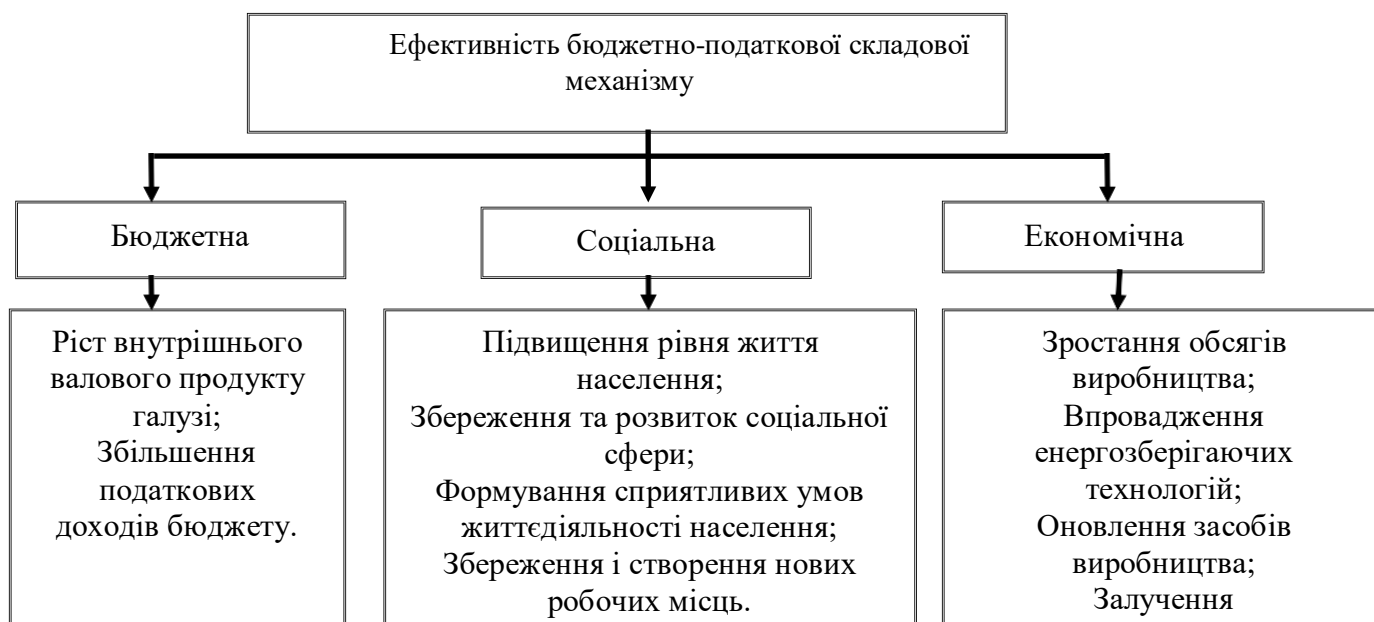 Ефективність бюджетно-податкової складової
механізму
Бюджетна
Соціальна
Економічна
Ріст внутрішнього
валового продукту
галузі;
Збільшення
податкових
доходів бюджету.
Підвищення рівня життя
населення;
Збереження та розвиток соціальної
сфери;
Формування сприятливих умов
життєдіяльності населення;
Збереження і створення нових
робочих місць.
Зростання обсягів
виробництва;
Впровадження
енергозберігаючих
технологій;
Оновлення засобів
виробництва;
Залучення